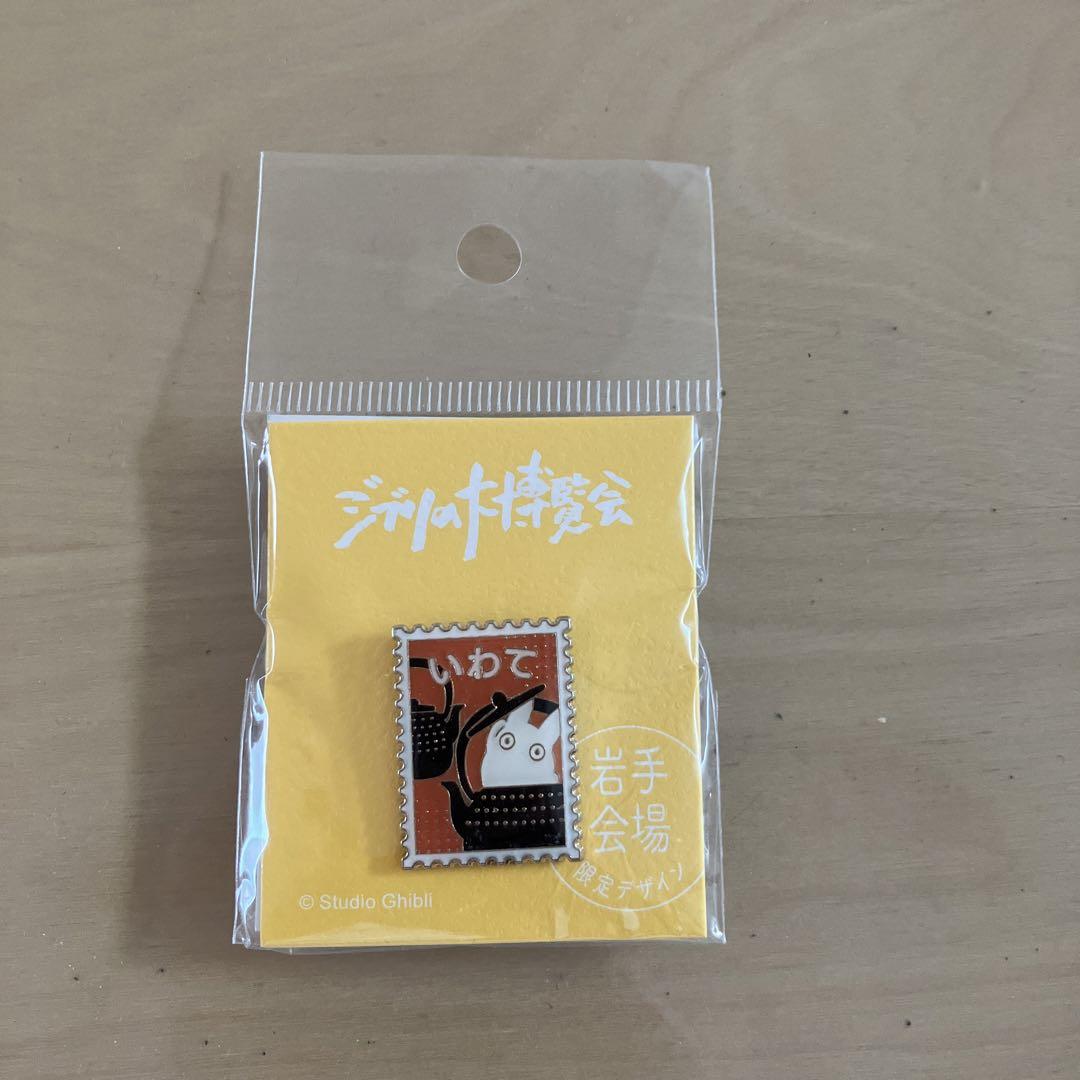 ジブリの大博覧会
いわて
岩手
会場
限定デザイン
© Studio Ghibli